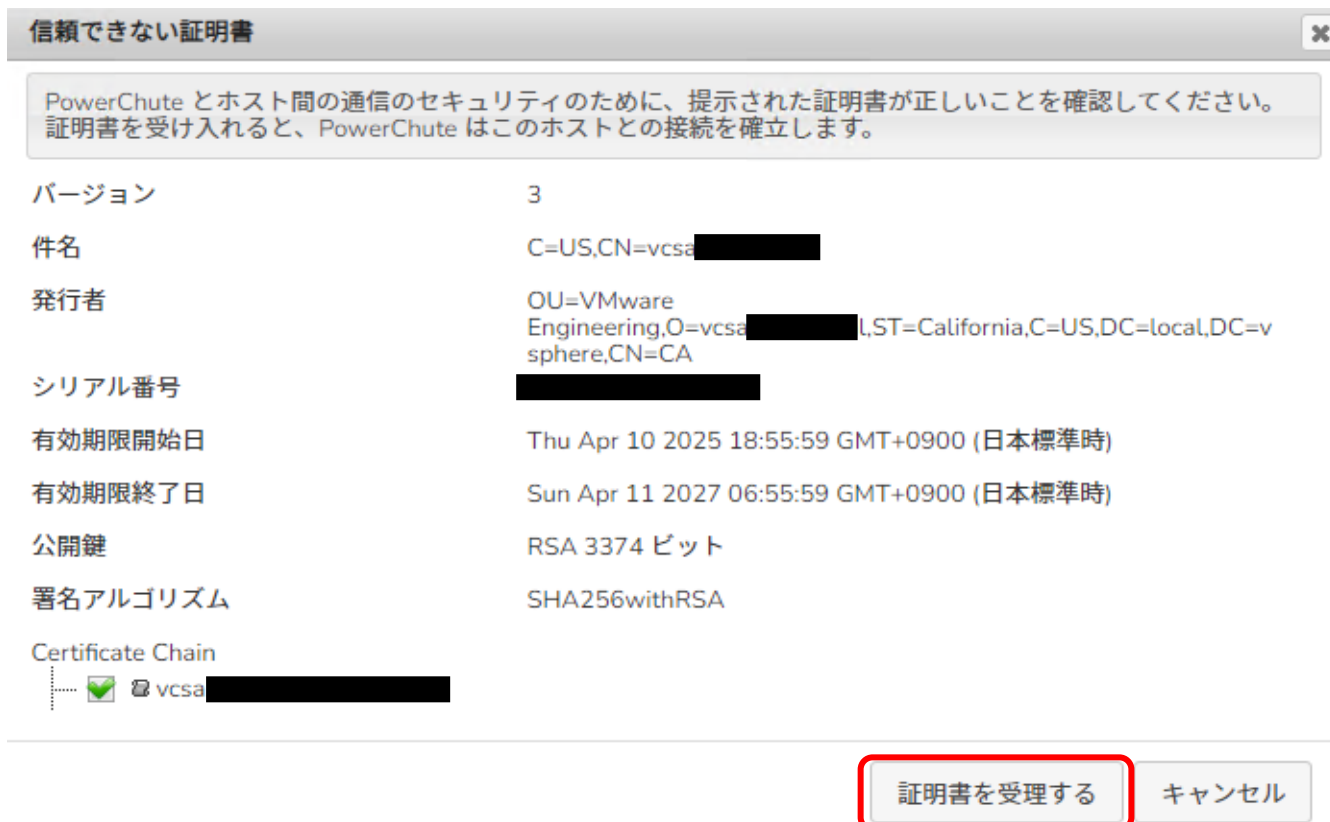 信頼できない証明書
PowerChute とホスト間の通信のセキュリティのために、提示された証明書が正しいことを確認してください。
証明書を受け入れると、PowerChute はこのホストとの接続を確立します。
バージョン 3
件名 C=US,CN=vcsa
発行者 OU=VMware
Engineering,O=vcsa l,ST=California,C=US,DC=local,DC=v
sphere,CN=CA
シリアル番号
有効期限開始日 Thu Apr 10 2025 18:55:59 GMT+0900 (日本標準時)
有効期限終了日 Sun Apr 11 2027 06:55:59 GMT+0900 (日本標準時)
公開鍵 RSA 3374 ビット
署名アルゴリズム SHA256withRSA
Certificate Chain
vcsa
証明書を受理する キャンセル